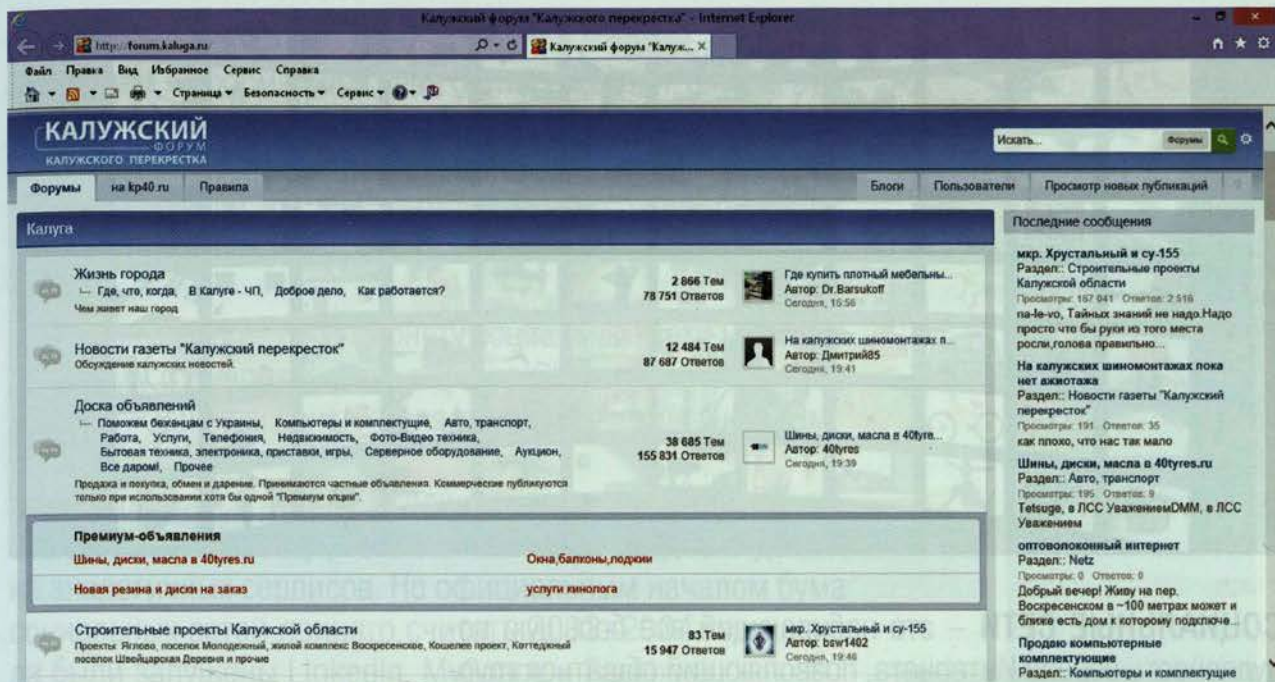 Калужский форум "Калужского перекрестка" - Internet Explorer
http://forum.kaluga.ru
Калужский форум "Калуж... ×
Файл Правка Вид Избранное Сервис Справка
Страница Безопасность Сервис
КАЛУЖСКИЙ
ФОРУМ
КАЛУЖСКОГО ПЕРЕКРЕСТКА
Искать... Форумы
Форумы на kp40.ru Правила Блоги Пользователи Просмотр новых публикаций
Калуга
Жизнь города
Где, что, когда, В Калуге - ЧП, Доброе дело, Как работается?
Чем живет наш город
2 866 Тем
78 751 Ответов
Где купить плотный мебельны...
Автор: Dr.Barsukoff
Сегодня, 16:56
Новости газеты "Калужский перекресток"
Обсуждение калужских новостей.
12 484 Тем
87 687 Ответов
На калужских шиномонтажах п...
Автор: Дмитрий85
Сегодня, 19:41
Доска объявлений
Поможем беженцам с Украины, Компьютеры и комплектущие, Авто, транспорт,
Работа, Услуги, Телефония, Недвижимость, Фото-Видео техника,
Бытовая техника, электроника, приставки, игры, Серверное оборудование, Аукцион,
Все даром!, Прочее
Продажа и покупка, обмен и дарение. Принимаются частные объявления. Коммерческие публикуются
только при использовании хотя бы одной "Премиум опции".
38 685 Тем
155 831 Ответов
Шины, диски, масла в 40tyre...
Автор: 40tyres
Сегодня, 19:39
Премиум-объявления
Шины, диски, масла в 40tyres.ru Окна,балконы,лоджии
Новая резина и диски на заказ услуги кинолога
Строительные проекты Калужской области
Проекты: Яглово, поселок Молодежный, жилой комплекс Воскресенское, Кошелев проект, Коттеджный
поселок Швейцарская Деревня и прочие
83 Тем
15 947 Ответов
мкр. Хрустальный и су-155
Автор: bsw1402
Сегодня, 19:46
Последние сообщения
мкр. Хрустальный и су-155
Раздел:: Строительные проекты
Калужской области
Просмотры: 167 041 Ответов: 2 516
na-le-vo, Тайных знаний не надо.Надо
просто что бы руки из того места
росли,голова правильно...
На калужских шиномонтажах пока
нет ажиотажа
Раздел:: Новости газеты "Калужский
перекресток"
Просмотры: 191 Ответов: 35
как плохо, что нас так мало
Шины, диски, масла в 40tyres.ru
Раздел:: Авто, транспорт
Просмотры: 195 Ответов: 9
Tetsuge, в ЛСС УважениемDMM, в ЛСС
Уважением
оптоволоконный интернет
Раздел:: Netz
Просмотры: 0 Ответов: 0
Добрый вечер! Живу на пер.
Воскресенском в ~100 метрах может и
ближе есть дом к которому подключе...
Продаю компьютерные
комплектующие
Раздел:: Компьютеры и комплектущие